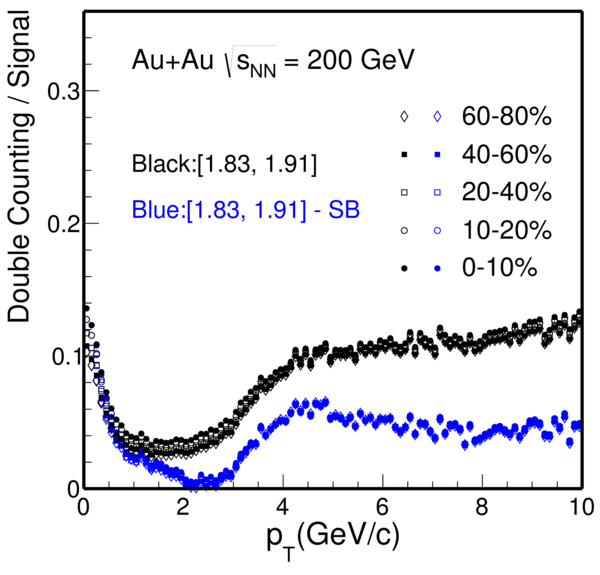 Double Counting / Signal
Au+Au √sNN = 200 GeV
0.3
60-80%
40-60%
Black:[1.83, 1.91]
20-40%
Blue:[1.83, 1.91] - SB
0.2
10-20%
0-10%
0.1
0
0 2 4 6 8 10
pT(GeV/c)